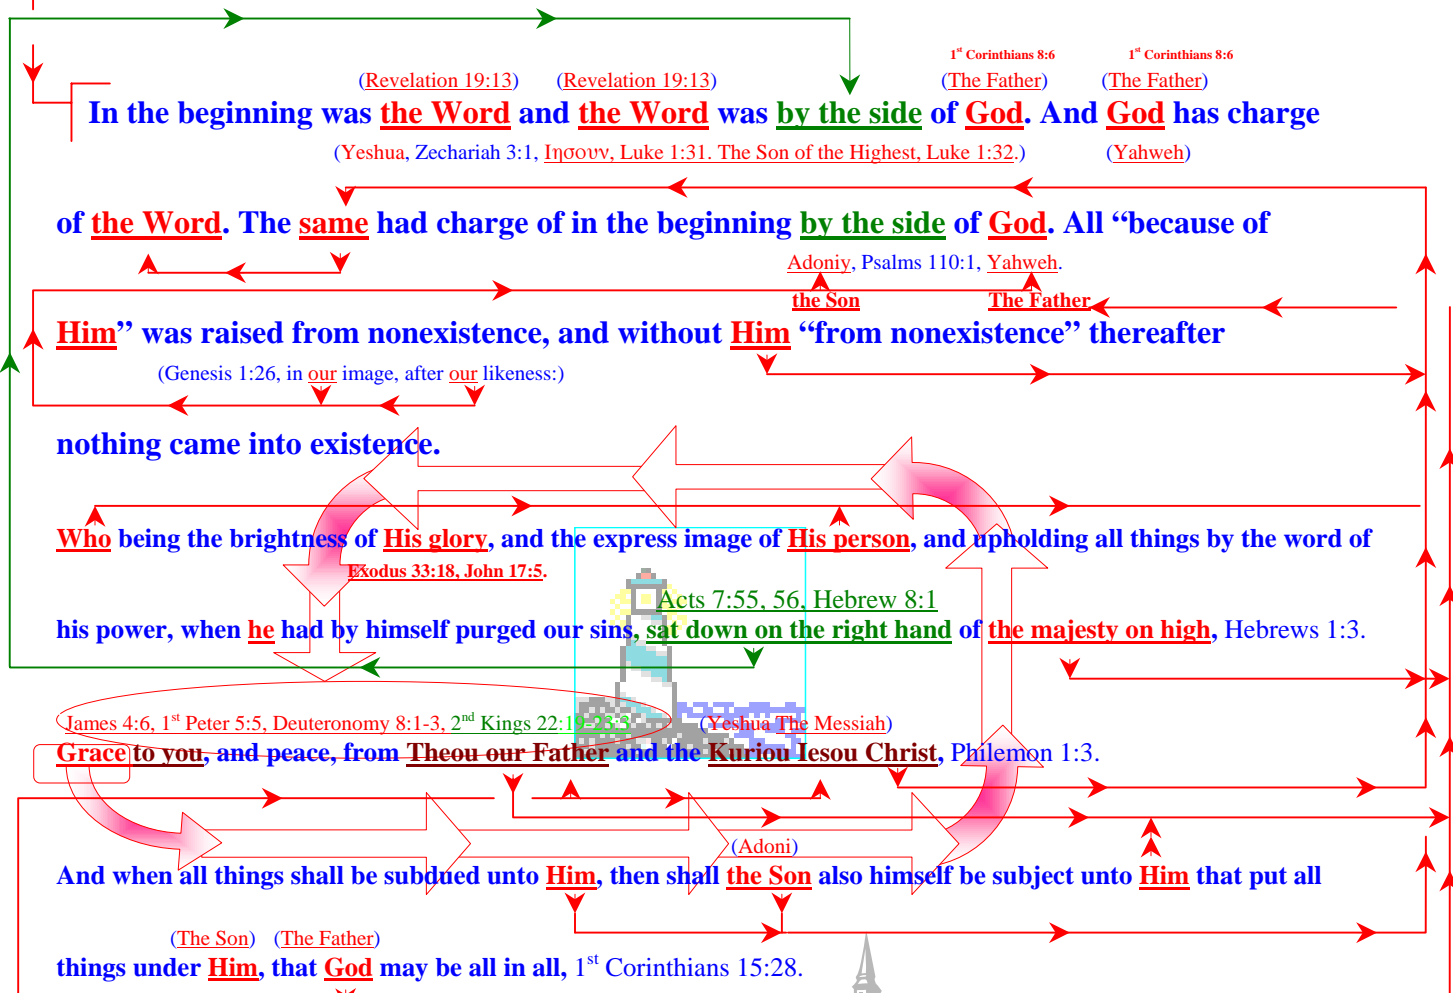 1st Corinthians 8:6 1st Corinthians 8:6
(Revelation 19:13) (Revelation 19:13) (The Father) (The Father)
In the beginning was the Word and the Word was by the side of God. And God has charge
(Yeshua, Zechariah 3:1, Ιησουν, Luke 1:31. The Son of the Highest, Luke 1:32.) (Yahweh)
of the Word. The same had charge of in the beginning by the side of God. All “because of
Adoniy, Psalms 110:1, Yahweh.
the Son The Father
Him” was raised from nonexistence, and without Him “from nonexistence” thereafter
(Genesis 1:26, in our image, after our likeness:)
nothing came into existence.
Who being the brightness of His glory, and the express image of His person, and upholding all things by the word of
Exodus 33:18, John 17:5.
Acts 7:55, 56, Hebrew 8:1
his power, when he had by himself purged our sins, sat down on the right hand of the majesty on high, Hebrews 1:3.
James 4:6, 1st Peter 5:5, Deuteronomy 8:1-3, 2nd Kings 22:19-23:3 (Yeshua The Messiah)
Grace to you, and peace, from Theou our Father and the Kuriou Iesou Christ, Philemon 1:3.
(Adoni)
And when all things shall be subdued unto Him, then shall the Son also himself be subject unto Him that put all
(The Son) (The Father)
things under Him, that God may be all in all, 1st Corinthians 15:28.